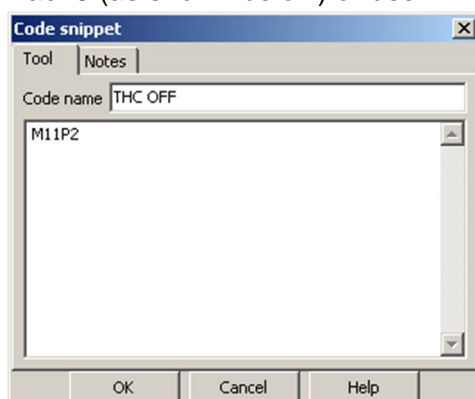 Code snippet
Tool Notes
Code name THC OFF
M11P2
OK Cancel Help